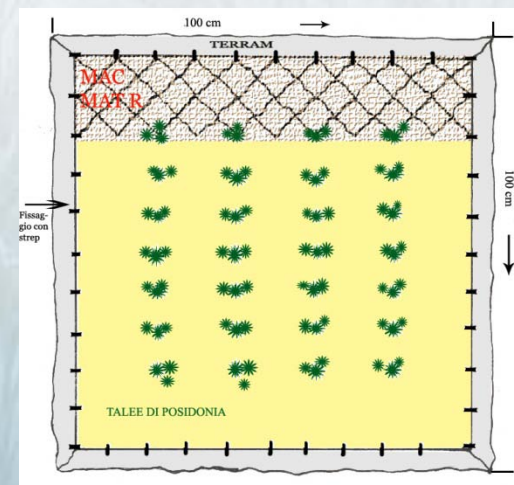 100 cm
TERRAM
MAC
MAT R
100 cm
Fissag-
gio con
strep
TALEE DI POSIDONIA